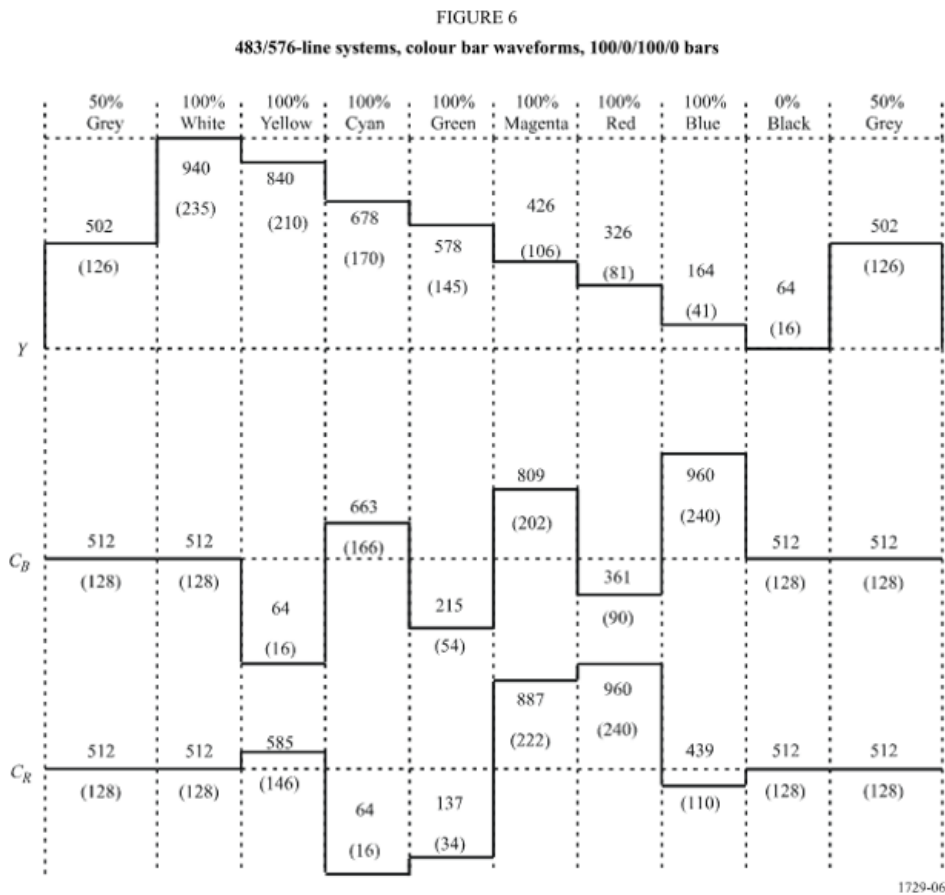 FIGURE 6
483/576-line systems, colour bar waveforms, 100/0/100/0 bars
50% 100% 100% 100% 100% 100% 100% 100% 0% 50%
Grey White Yellow Cyan Green Magenta Red Blue Black Grey
502 940 840 678 578 426 326 164 64 502
(126) (235) (210) (170) (145) (106) (81) (41) (16) (126)
Y
512 512 64 663 215 809 361 960 512 512
C_B
(128) (128) (16) (166) (54) (202) (90) (240) (128) (128)
512 512 585 64 137 887 960 439 512 512
C_R
(128) (128) (146) (16) (34) (222) (240) (110) (128) (128)
1729-06